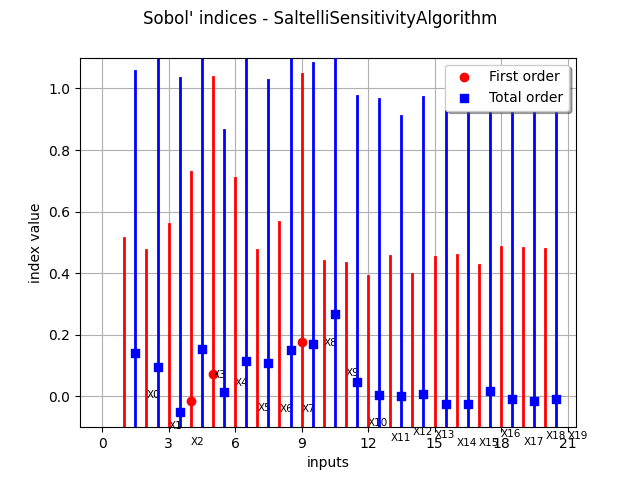 Sobol' indices - SaltelliSensitivityAlgorithm
First order
Total order
1.0
0.8
0.6
0.4
0.2
0.0
index value
X0
X1
X2
X3
X4
X5
X6
X7
X8
X9
X10
X11
X12
X13
X14
X15
X16
X17
X18
X19
0
3
6
9
12
15
18
21
inputs